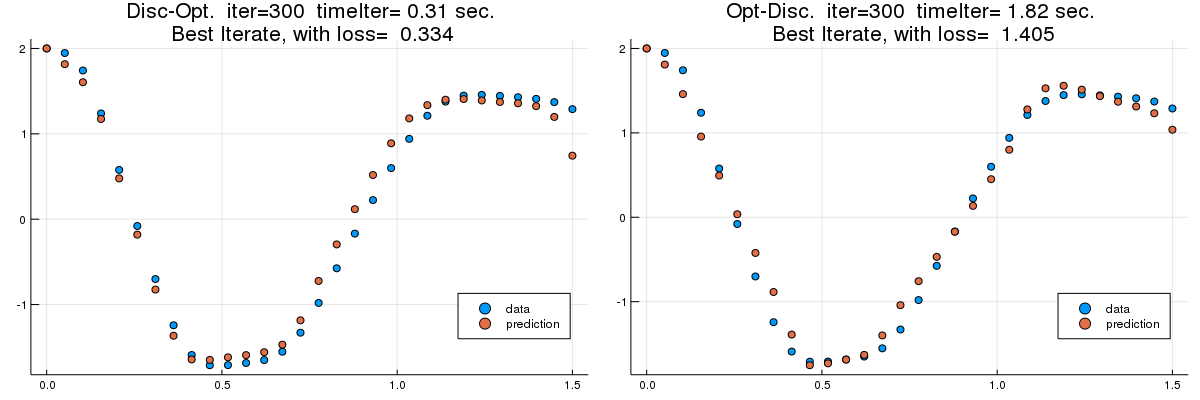 Disc-Opt. iter=300 timeIter= 0.31 sec.
Best Iterate, with loss= 0.334
2
1
0
-1
0.0 0.5 1.0 1.5
data
prediction
Opt-Disc. iter=300 timeIter= 1.82 sec.
Best Iterate, with loss= 1.405
2
1
0
-1
0.0 0.5 1.0 1.5
data
prediction